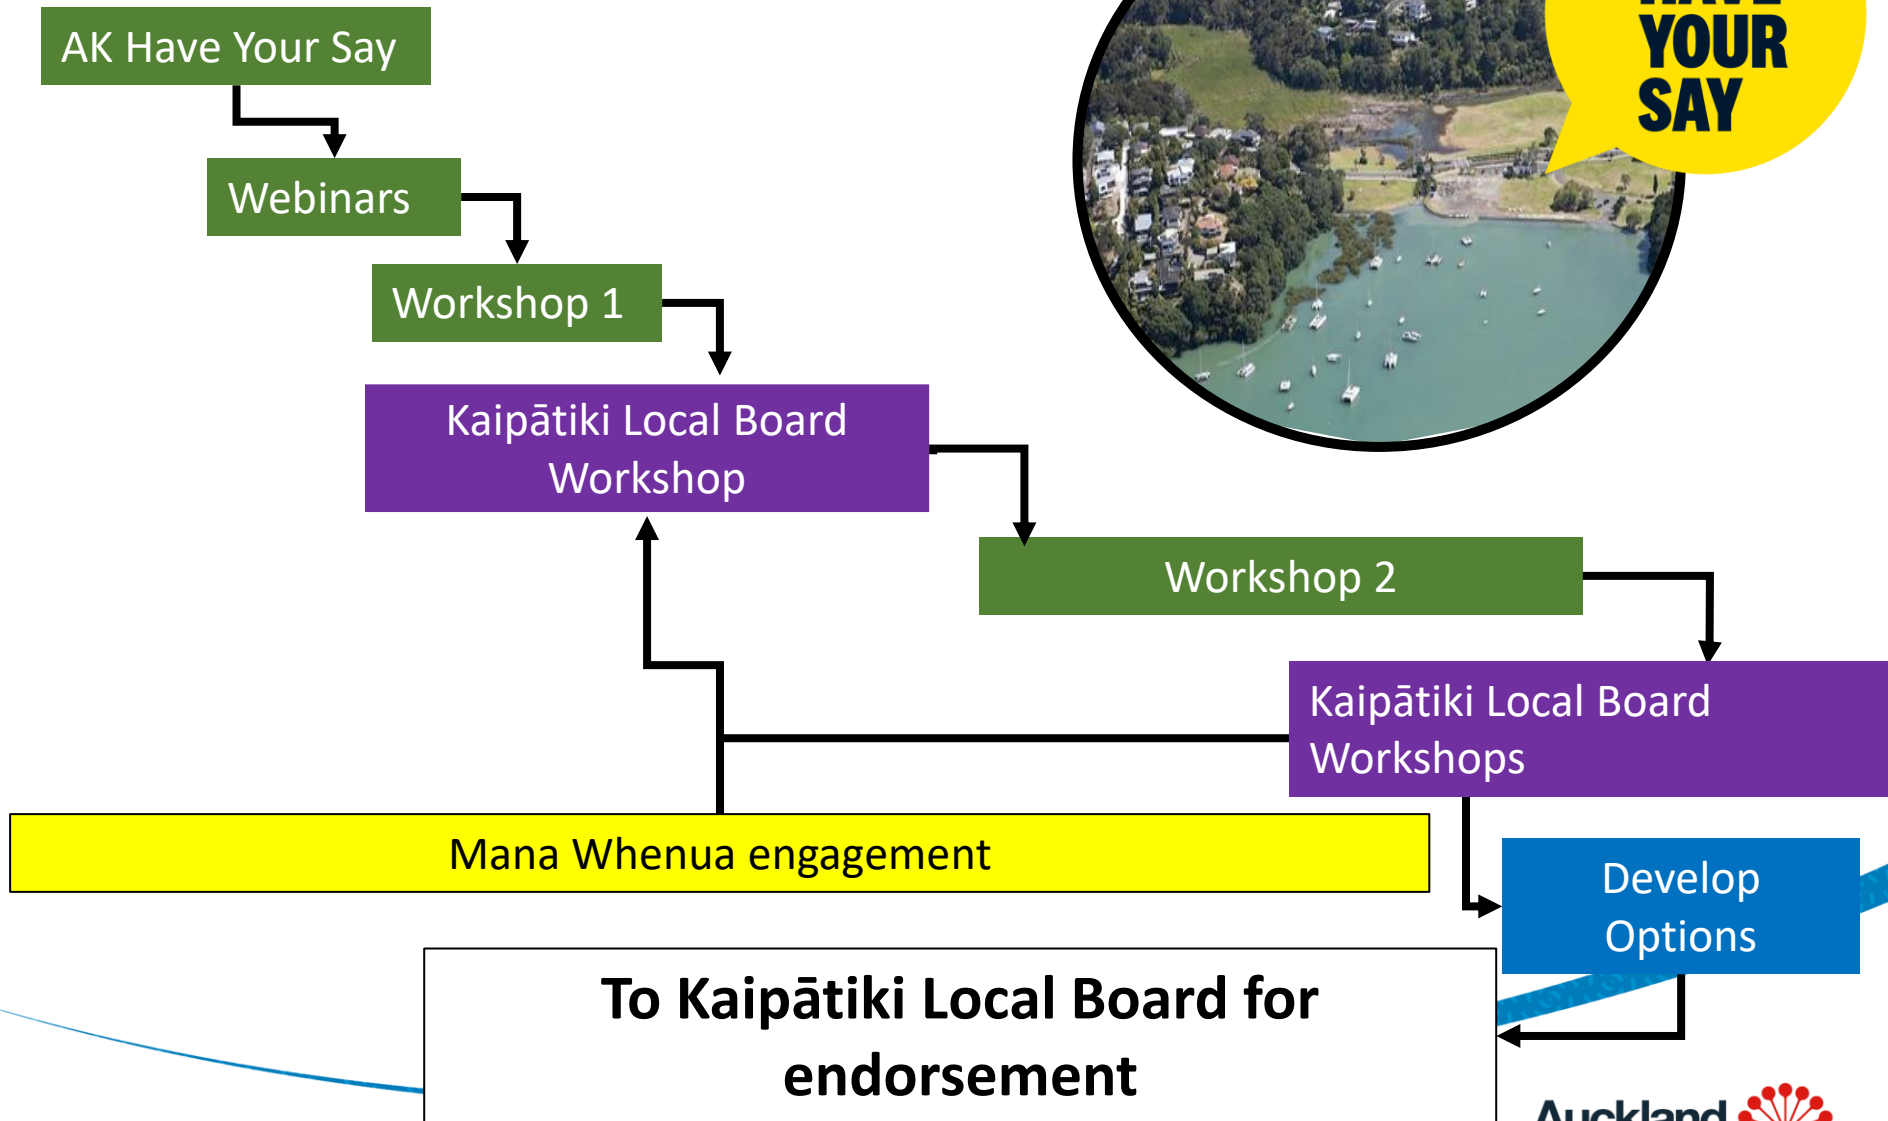 AK Have Your Say
YOUR
SAY
Webinars
Workshop 1
Kaipātiki Local Board
Workshop
Workshop 2
Kaipātiki Local Board
Workshops
Mana Whenua engagement
Develop
Options
To Kaipātiki Local Board for
endorsement
Auckland